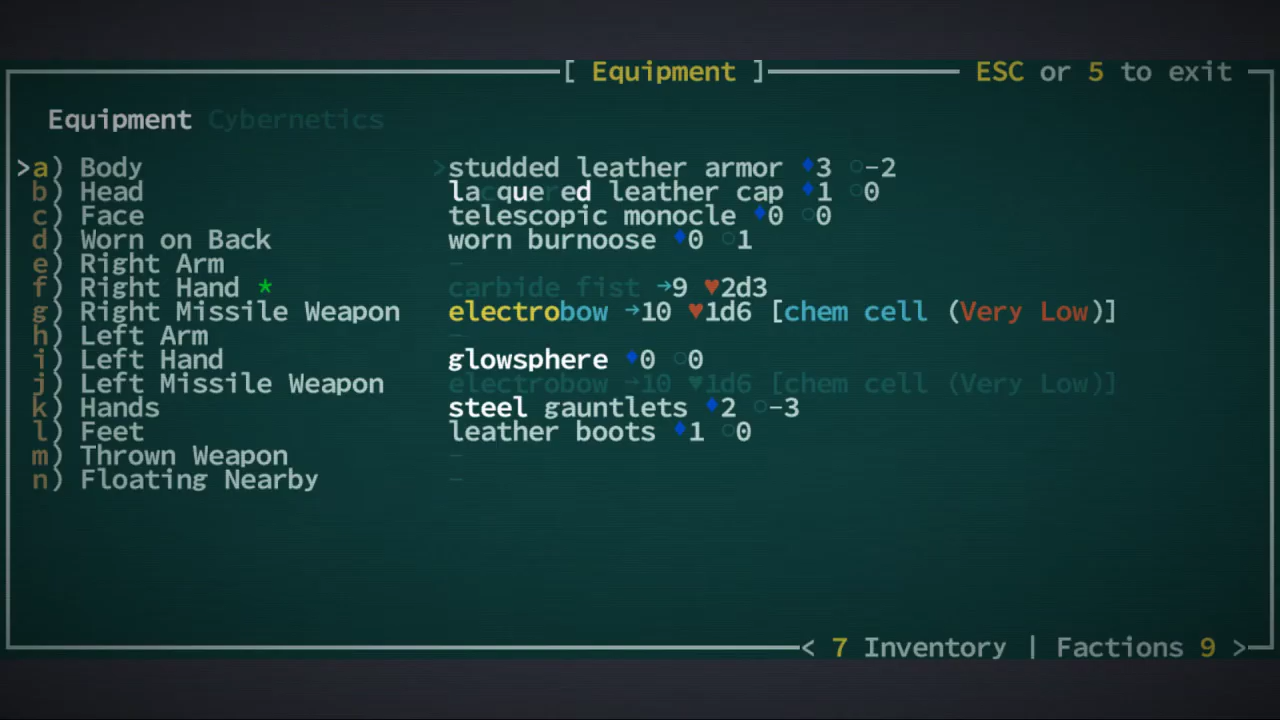 [ Equipment ] ESC or 5 to exit
Equipment Cybernetics
>a) Body >studded leather armor ♦3 ○-2
b) Head lacquered leather cap ♦1 ○0
c) Face telescopic monocle ♦0 ○0
d) Worn on Back worn burnoose ♦0 ○1
e) Right Arm -
f) Right Hand * carbide fist →9 ♥2d3
g) Right Missile Weapon electrobow →10 ♥1d6 [chem cell (Very Low)]
h) Left Arm -
i) Left Hand glowsphere ♦0 ○0
j) Left Missile Weapon electrobow →10 ♥1d6 [chem cell (Very Low)]
k) Hands steel gauntlets ♦2 ○-3
l) Feet leather boots ♦1 ○0
m) Thrown Weapon -
n) Floating Nearby -
< 7 Inventory | Factions 9 >